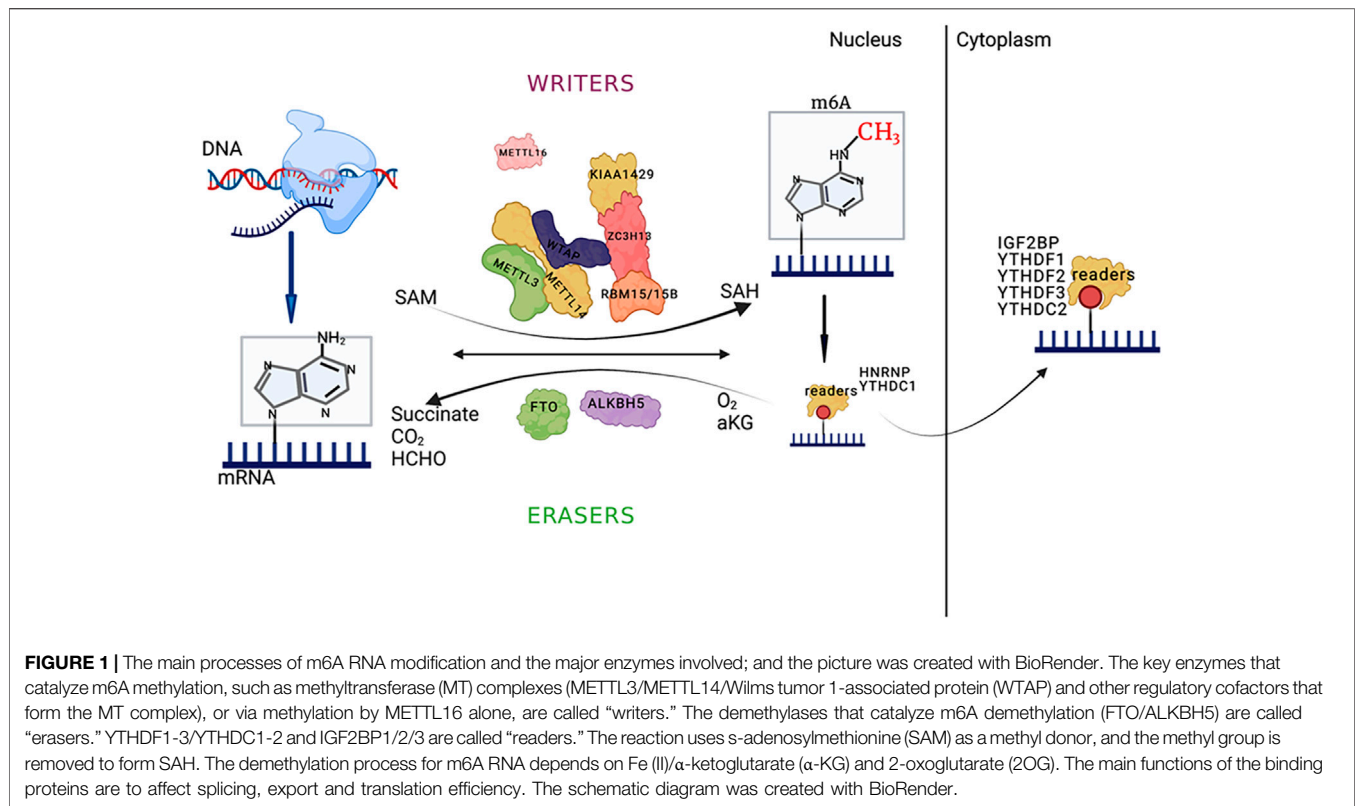 Nucleus
Cytoplasm
WRITERS
m6A
CH₃
HN
N
N
N
N
N
DNA
METTL16
KIAA1429
WTAP
ZC3H13
METTL3
METTL14
RBM15/15B
SAM
SAH
IGF2BP
YTHDF1
YTHDF2
YTHDF3
YTHDC2
readers
NH₂
N
N
N
N
mRNA
Succinate
CO₂
HCHO
FTO
ALKBH5
O₂
aKG
readers
HNRNP
YTHDC1
ERASERS
FIGURE 1 | The main processes of m6A RNA modification and the major enzymes involved; and the picture was created with BioRender. The key enzymes that
catalyze m6A methylation, such as methyltransferase (MT) complexes (METTL3/METTL14/Wilms tumor 1-associated protein (WTAP) and other regulatory cofactors that
form the MT complex), or via methylation by METTL16 alone, are called “writers.” The demethylases that catalyze m6A demethylation (FTO/ALKBH5) are called
“erasers.” YTHDF1-3/YTHDC1-2 and IGF2BP1/2/3 are called “readers.” The reaction uses s-adenosylmethionine (SAM) as a methyl donor, and the methyl group is
removed to form SAH. The demethylation process for m6A RNA depends on Fe (II)/α-ketoglutarate (α-KG) and 2-oxoglutarate (2OG). The main functions of the binding
proteins are to affect splicing, export and translation efficiency. The schematic diagram was created with BioRender.